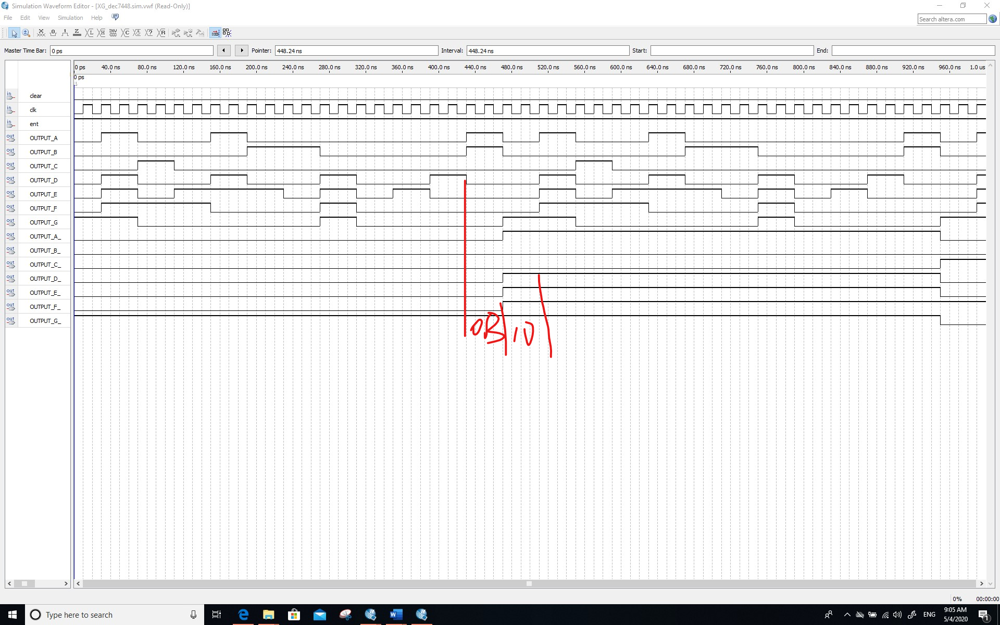 Simulation Waveform Editor - [XG_dec7448.sim.vwf (Read-Only)]
File Edit View Simulation Help
Search altera.com
Master Time Bar: 0 ps Pointer: 448.24 ns Interval: 448.24 ns Start: End:
0 ps 40.0 ns 80.0 ns 120.0 ns 160.0 ns 200.0 ns 240.0 ns 280.0 ns 320.0 ns 360.0 ns 400.0 ns 440.0 ns 480.0 ns 520.0 ns 560.0 ns 600.0 ns 640.0 ns 680.0 ns 720.0 ns 760.0 ns 800.0 ns 840.0 ns 880.0 ns 920.0 ns 960.0 ns 1.0 us
0 ps
in clear
in clk
in ent
out OUTPUT_A
out OUTPUT_B
out OUTPUT_C
out OUTPUT_D
out OUTPUT_E
out OUTPUT_F
out OUTPUT_G
out OUTPUT_A_
out OUTPUT_B_
out OUTPUT_C_
out OUTPUT_D_
out OUTPUT_E_
out OUTPUT_F_
out OUTPUT_G_
0B 10
0% 00:00:00
Type here to search
ENG
9:05 AM
5/4/2020
1